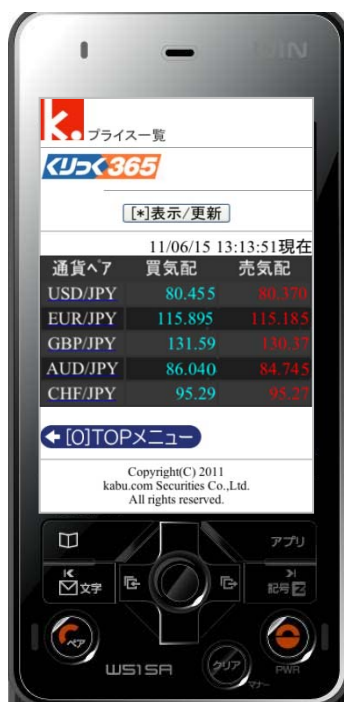 WIN
k.
プライス一覧
くりっく365
[*]表示/更新
11/06/15 13:13:51現在
通貨ペア 買気配 売気配
USD/JPY 80.455 80.370
EUR/JPY 115.895 115.185
GBP/JPY 131.59 130.37
AUD/JPY 86.040 84.745
CHF/JPY 95.29 95.27
[0]TOPメニュー
Copyright(C) 2011
kabu.com Securities Co.,Ltd.
All rights reserved.
アプリ
文字 記号
ペア クリア PWR
W51SA マナー